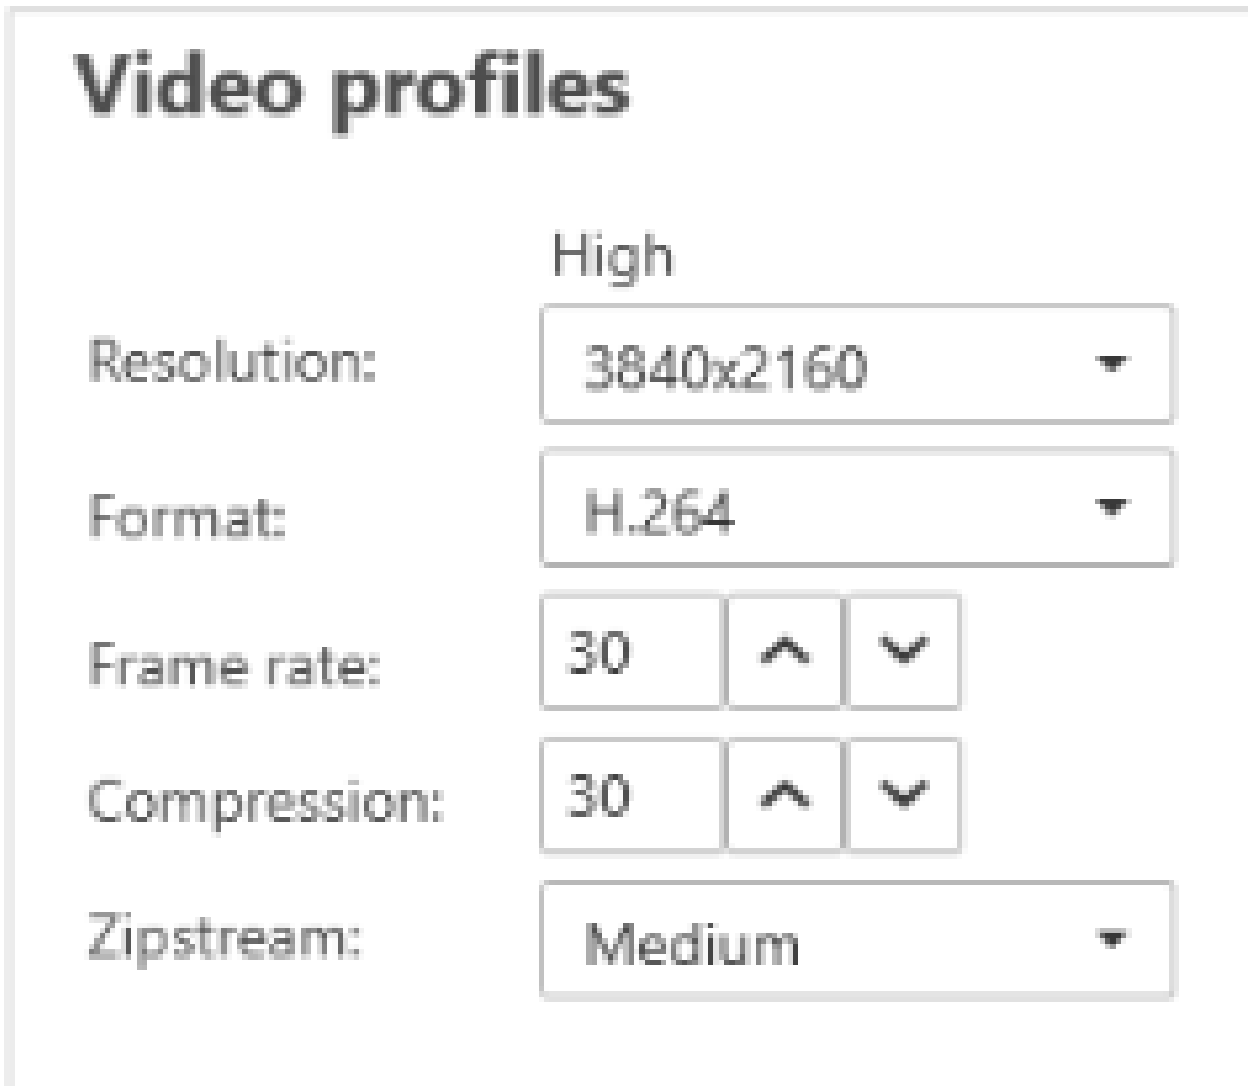 Video profiles
High
Resolution: 3840x2160
Format: H.264
Frame rate: 30
Compression: 30
Zipstream: Medium